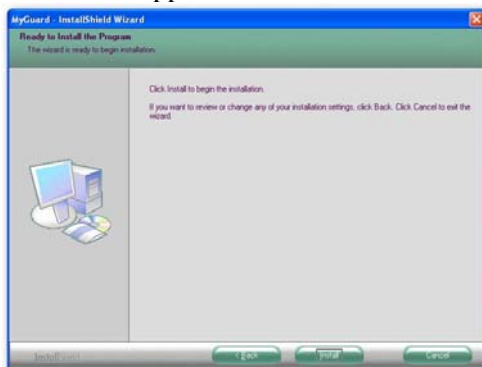 MyGuard - InstallShield Wizard
Ready to Install the Program
The wizard is ready to begin installation.
Click Install to begin the installation.
If you want to review or change any of your installation settings, click Back. Click Cancel to exit the
wizard.
InstallShield
< Back
Install
Cancel